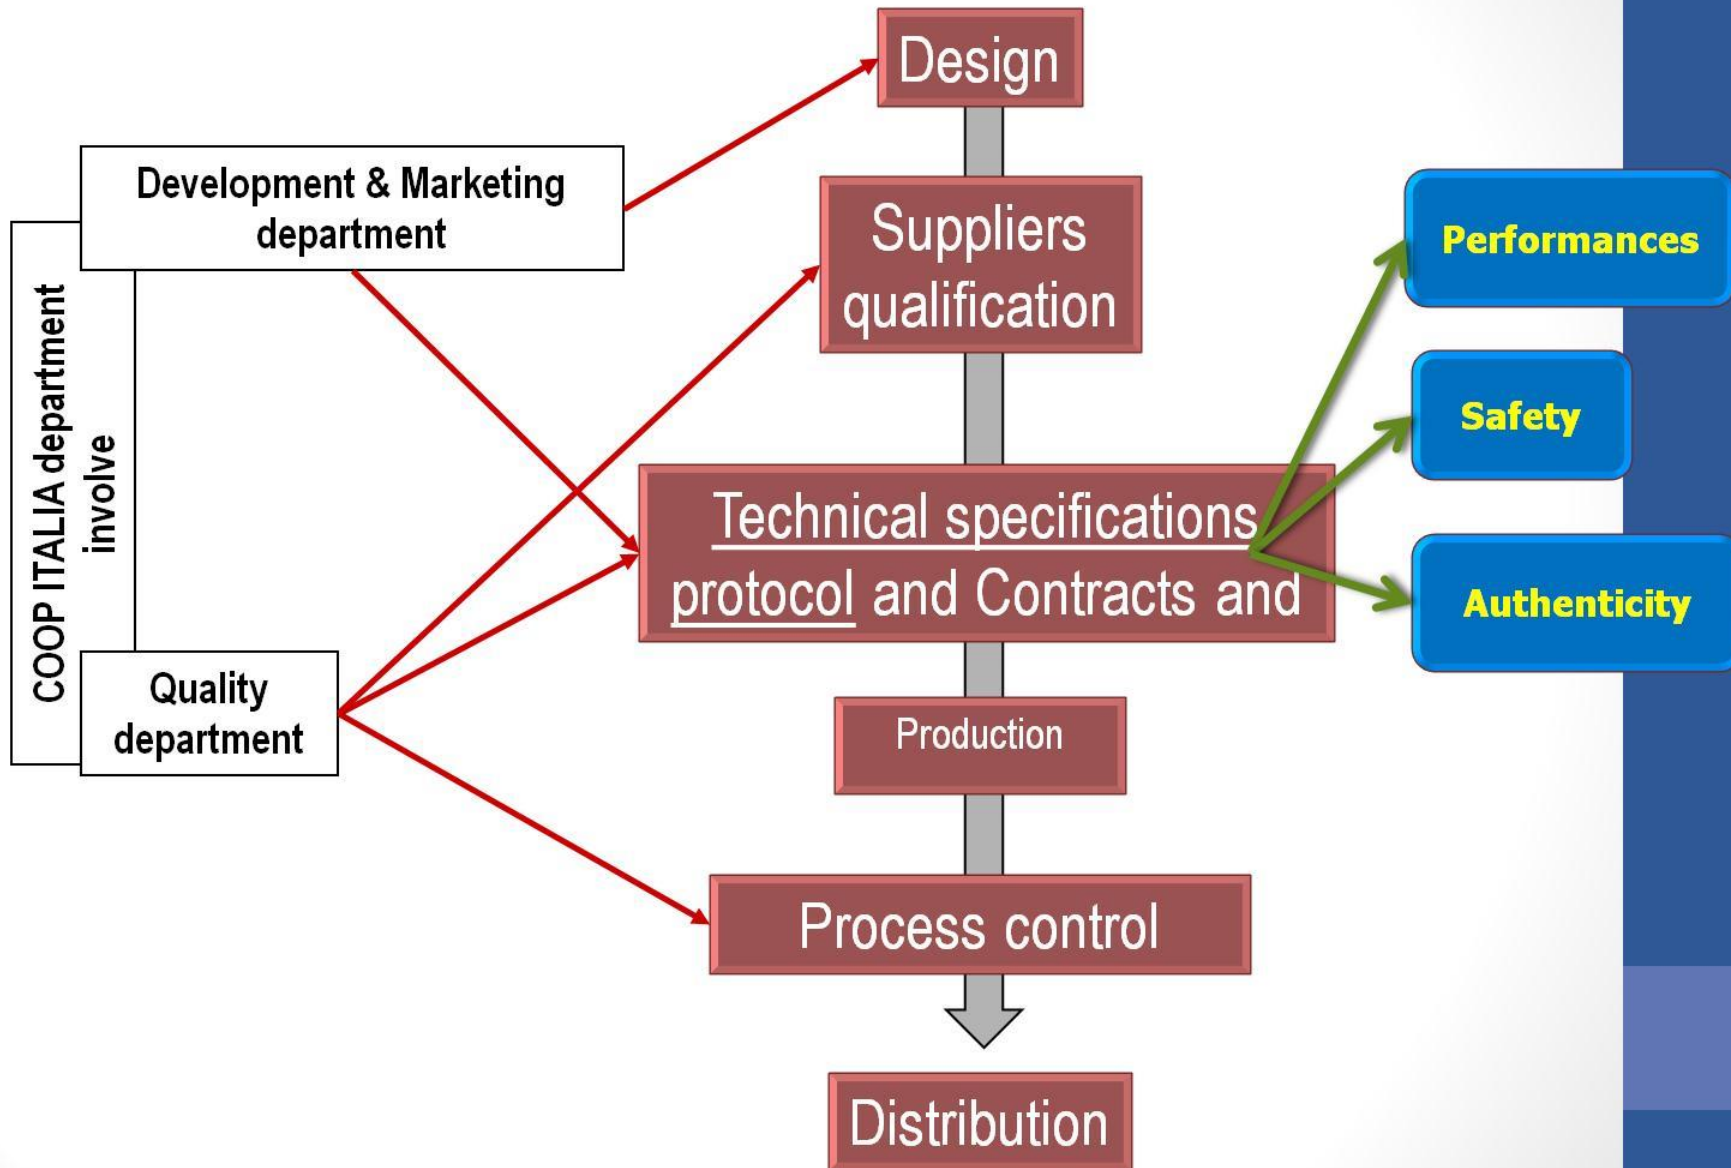 Design
Development & Marketing
department
Suppliers
qualification
Performances
COOP ITALIA department
involve
Safety
Technical specifications
protocol and Contracts and
Authenticity
Quality
department
Production
Process control
Distribution